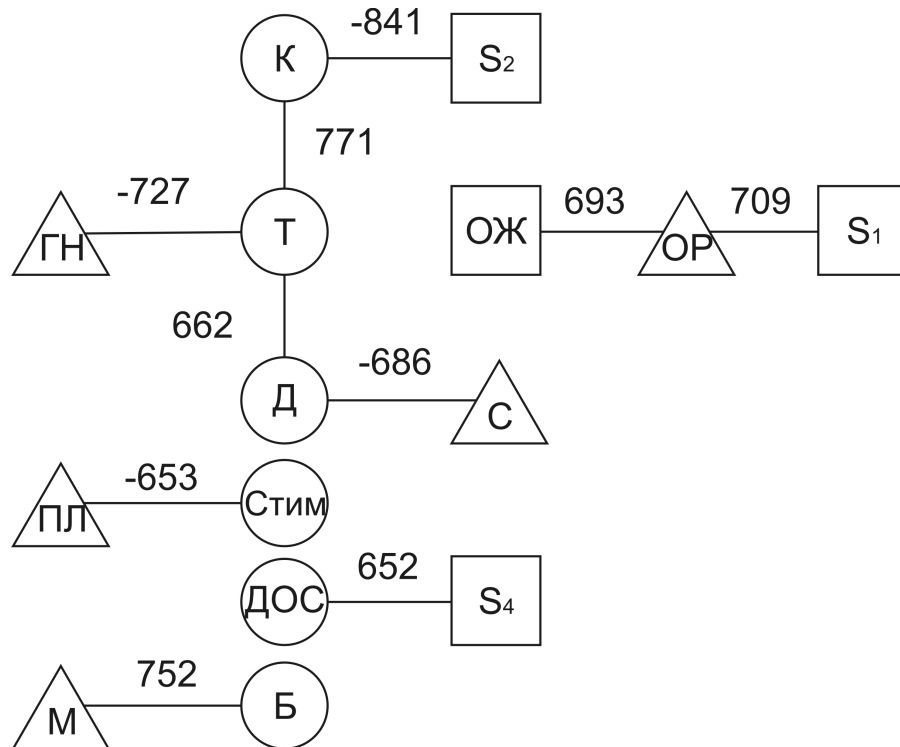 -841
К
S2
771
-727
693
709
ГН
Т
ОЖ
ОР
S1
662
-686
Д
С
-653
ПЛ
Стим
652
ДОС
S4
752
М
Б